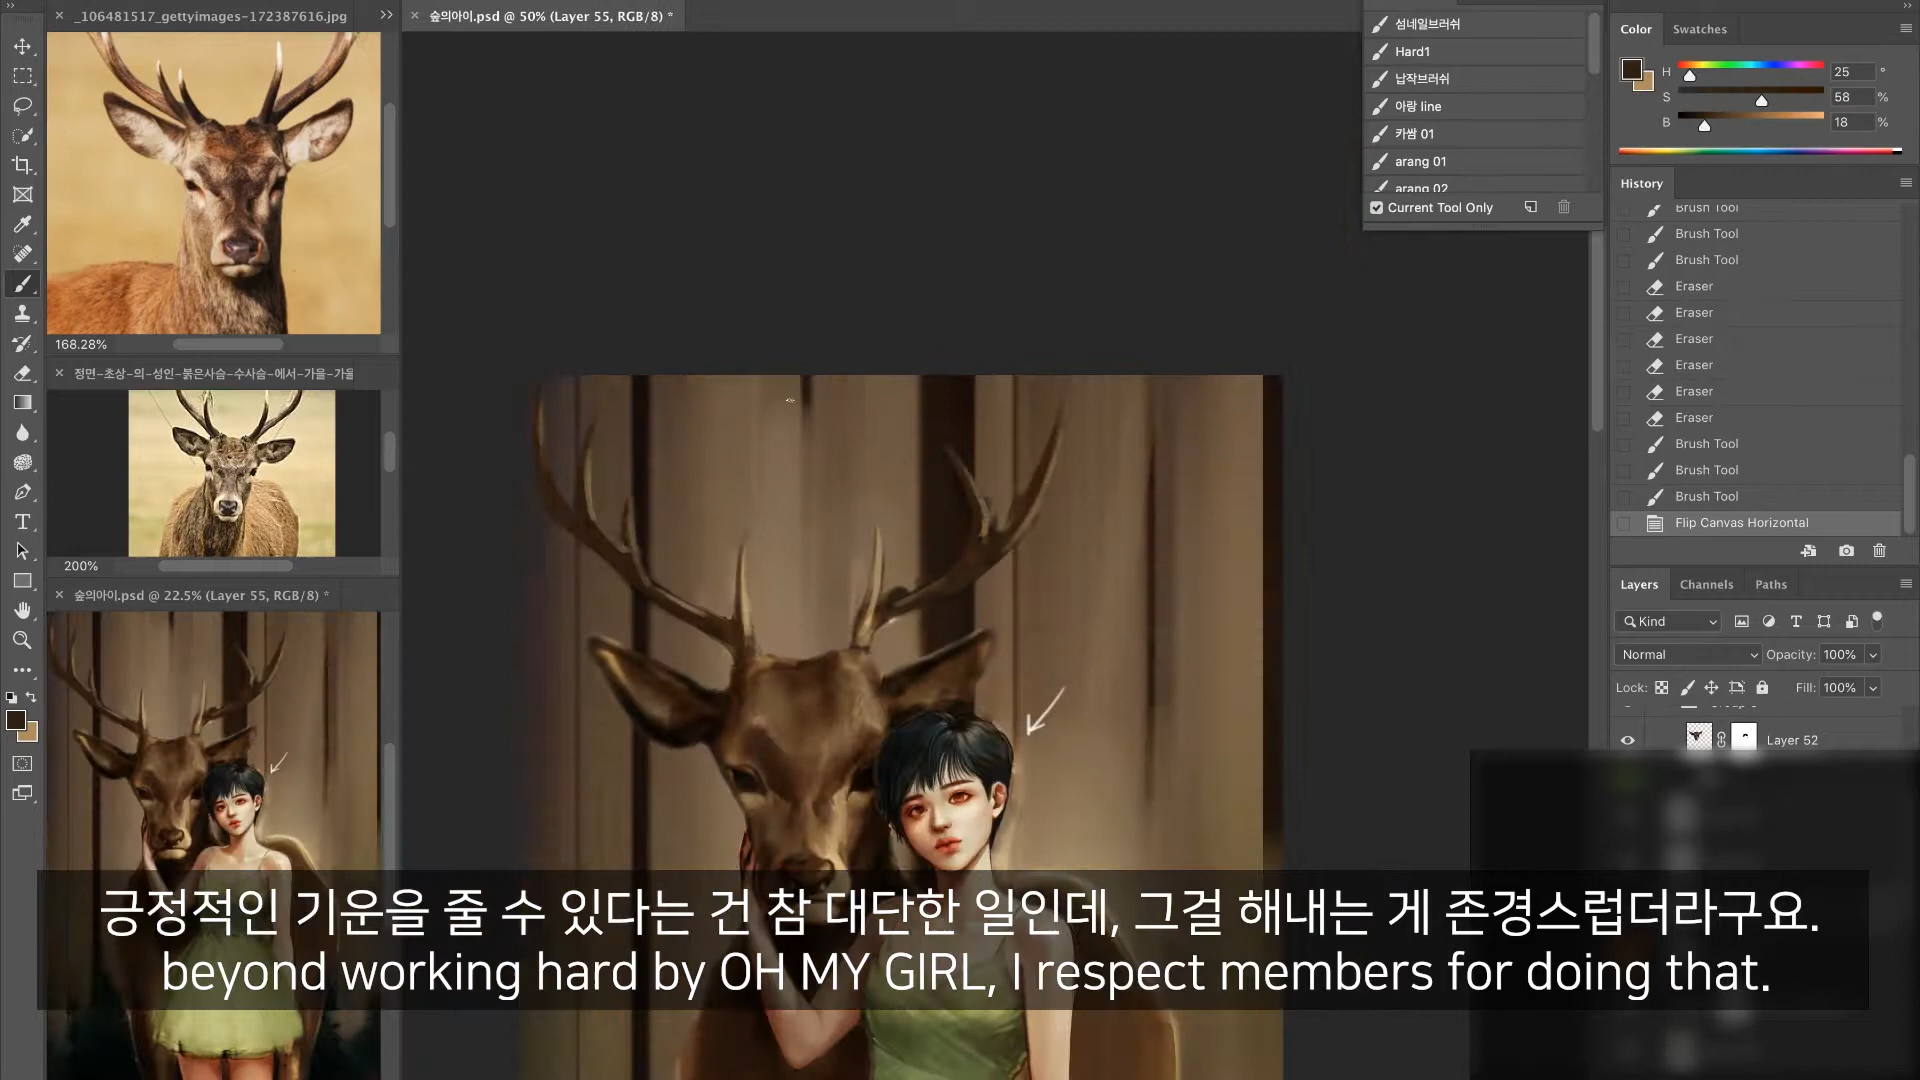 _106481517_gettyimages-172387616.jpg
168.28%
정면-초상-의-성인-붉은사슴-수사슴-에서-가을-가을
200%
숲의아이.psd @ 22.5% (Layer 55, RGB/8) *
숲의아이.psd @ 50% (Layer 55, RGB/8) *
섬네일브러쉬
Hard1
납작브러쉬
아랑 line
카쌈 01
arang 01
arang 02
Current Tool Only
Color
Swatches
H 25 °
S 58 %
B 18 %
History
Brush Tool
Brush Tool
Brush Tool
Eraser
Eraser
Eraser
Eraser
Eraser
Eraser
Brush Tool
Brush Tool
Brush Tool
Flip Canvas Horizontal
Layers
Channels
Paths
Kind
Normal
Opacity: 100%
Lock:
Fill: 100%
Layer 52
긍정적인 기운을 줄 수 있다는 건 참 대단한 일인데, 그걸 해내는 게 존경스럽더라구요.
beyond working hard by OH MY GIRL, I respect members for doing that.